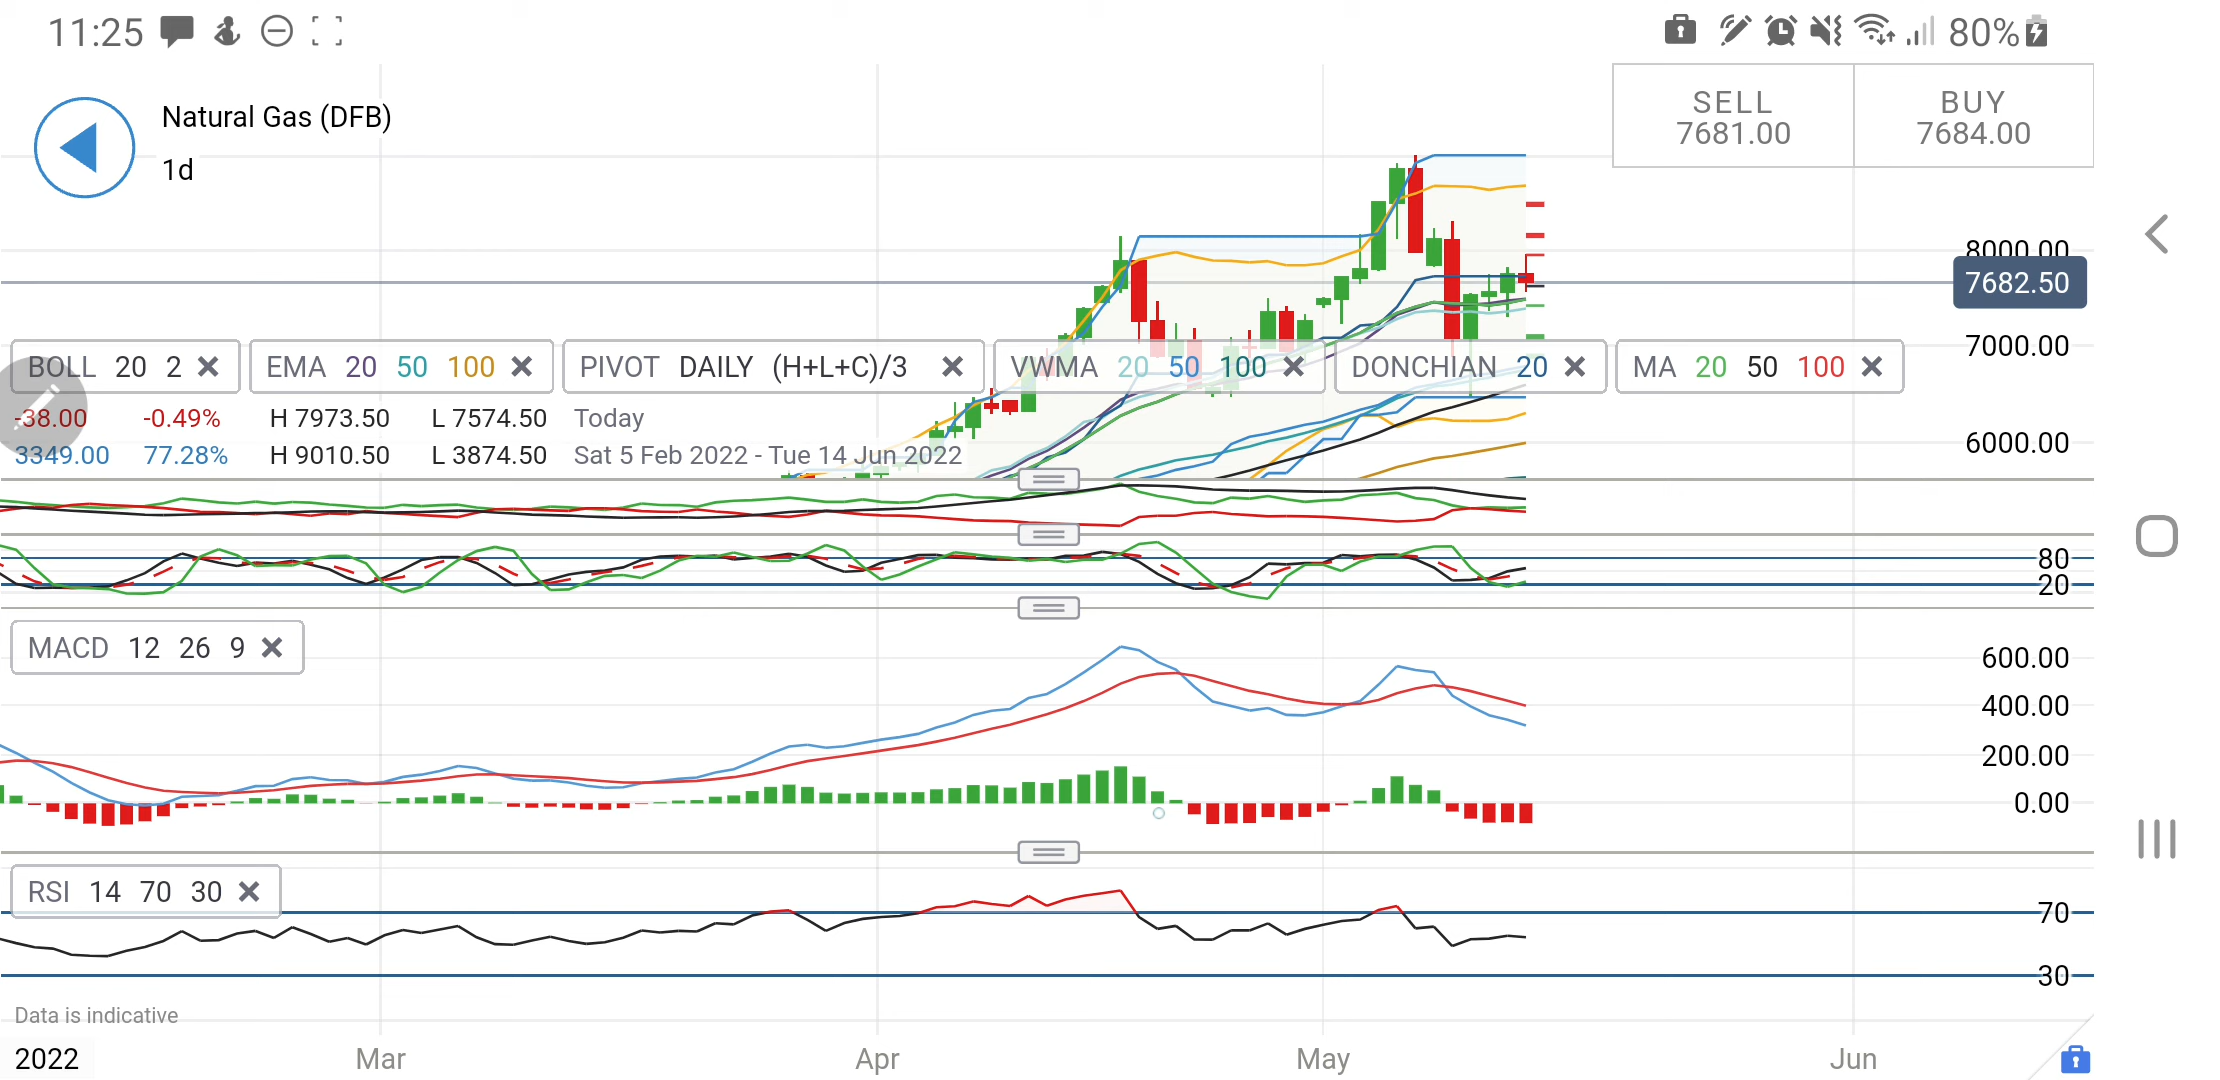 11:25 80%
Natural Gas (DFB)
1d
SELL BUY
7681.00 7684.00
8000.00
7682.50
7000.00
BOLL 20 2 EMA 20 50 100 PIVOT DAILY (H+L+C)/3 VWMA 20 50 100 DONCHIAN 20 MA 20 50 100
-38.00 -0.49% H 7973.50 L 7574.50 Today
6000.00
3349.00 77.28% H 9010.50 L 3874.50 Sat 5 Feb 2022 - Tue 14 Jun 2022
80
20
MACD 12 26 9
600.00
400.00
200.00
0.00
RSI 14 70 30
70
30
Data is indicative
2022 Mar Apr May Jun